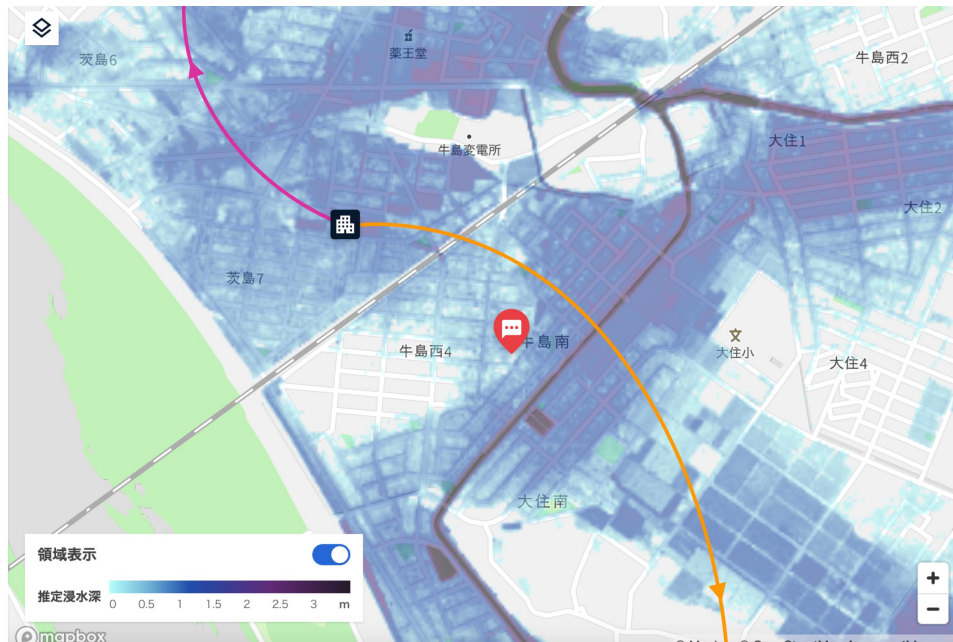 茨島6
薬王堂
牛島西2
牛島変電所
大住1
大住2
茨島7
牛島西4
牛島南
文
大住小
大住4
大住南
領域表示
推定浸水深
0 0.5 1 1.5 2 2.5 3 m
+
−
mapbox